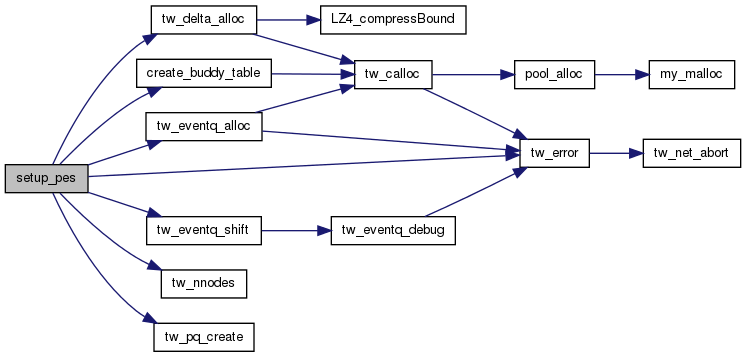 tw_delta_alloc
LZ4_compressBound
create_buddy_table
tw_calloc
pool_alloc
my_malloc
tw_eventq_alloc
tw_error
tw_net_abort
setup_pes
tw_eventq_shift
tw_eventq_debug
tw_nnodes
tw_pq_create